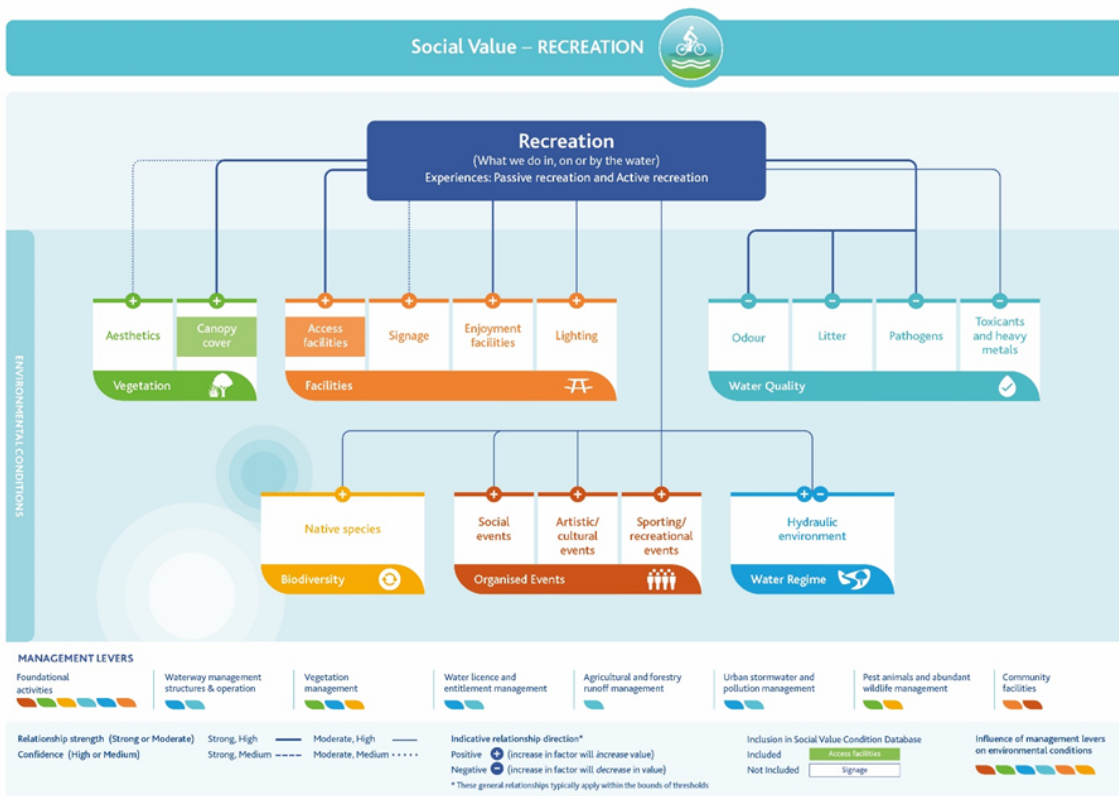 Social Value – RECREATION
Recreation
(What we do in, on or by the water)
Experiences: Passive recreation and Active recreation
ENVIRONMENTAL CONDITIONS
Aesthetics
Canopy
cover
Vegetation
Access
facilities
Signage
Enjoyment
facilities
Lighting
Facilities
Odour
Litter
Pathogens
Toxicants
and heavy
metals
Water Quality
Native species
Biodiversity
Social
events
Artistic/
cultural
events
Sporting/
recreational
events
Organised Events
Hydraulic
environment
Water Regime
MANAGEMENT LEVERS
Foundational
activities
Waterway management
structures & operation
Vegetation
management
Water licence and
entitlement management
Agricultural and forestry
runoff management
Urban stormwater and
pollution management
Pest animals and abundant
wildlife management
Community
facilities
Relationship strength (Strong or Moderate)
Confidence (High or Medium)
Strong, High
Moderate, High
Strong, Medium
Moderate, Medium
Indicative relationship direction*
Positive + (increase in factor will increase value)
Negative – (increase in factor will decrease in value)
* These general relationships typically apply within the bounds of thresholds
Inclusion in Social Value Condition Database
Included Access facilities
Not Included Signage
Influence of management levers
on environmental conditions